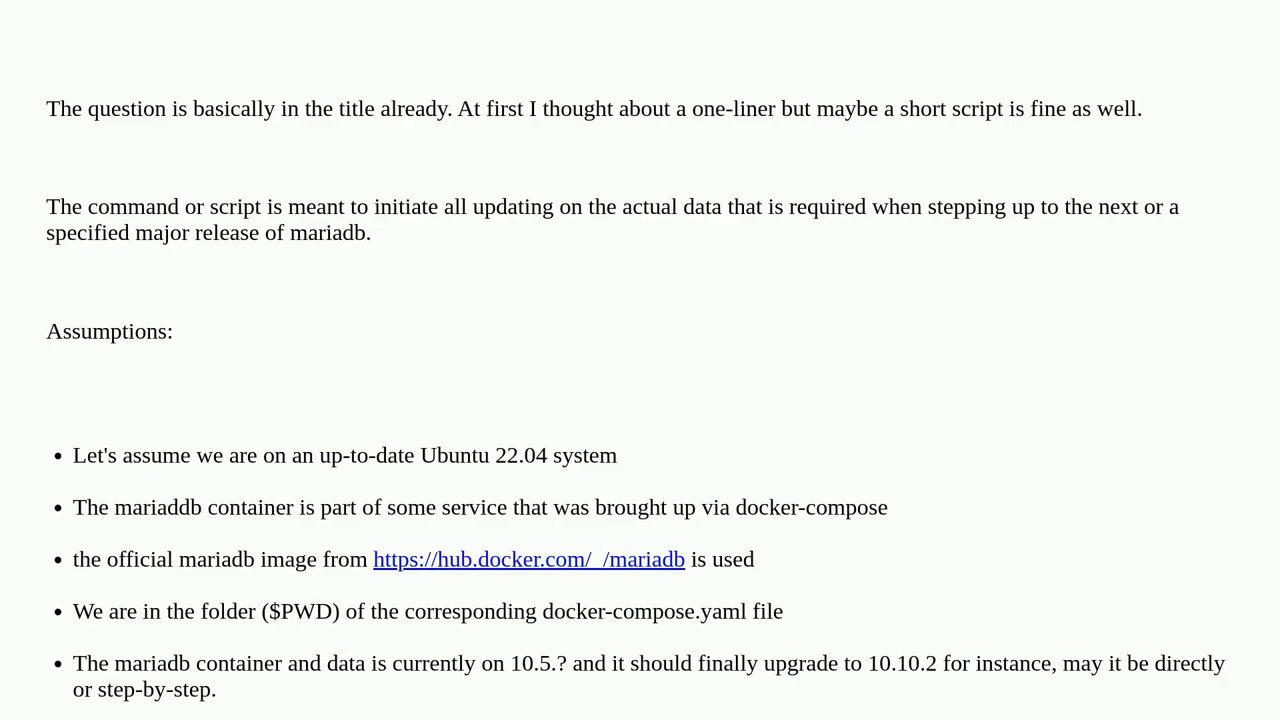 The question is basically in the title already. At first I thought about a one-liner but maybe a short script is fine as well.
The command or script is meant to initiate all updating on the actual data that is required when stepping up to the next or a
specified major release of mariadb.
Assumptions:
• Let's assume we are on an up-to-date Ubuntu 22.04 system
• The mariaddb container is part of some service that was brought up via docker-compose
• the official mariadb image from https://hub.docker.com/_/mariadb is used
• We are in the folder ($PWD) of the corresponding docker-compose.yaml file
• The mariadb container and data is currently on 10.5.? and it should finally upgrade to 10.10.2 for instance, may it be directly
or step-by-step.